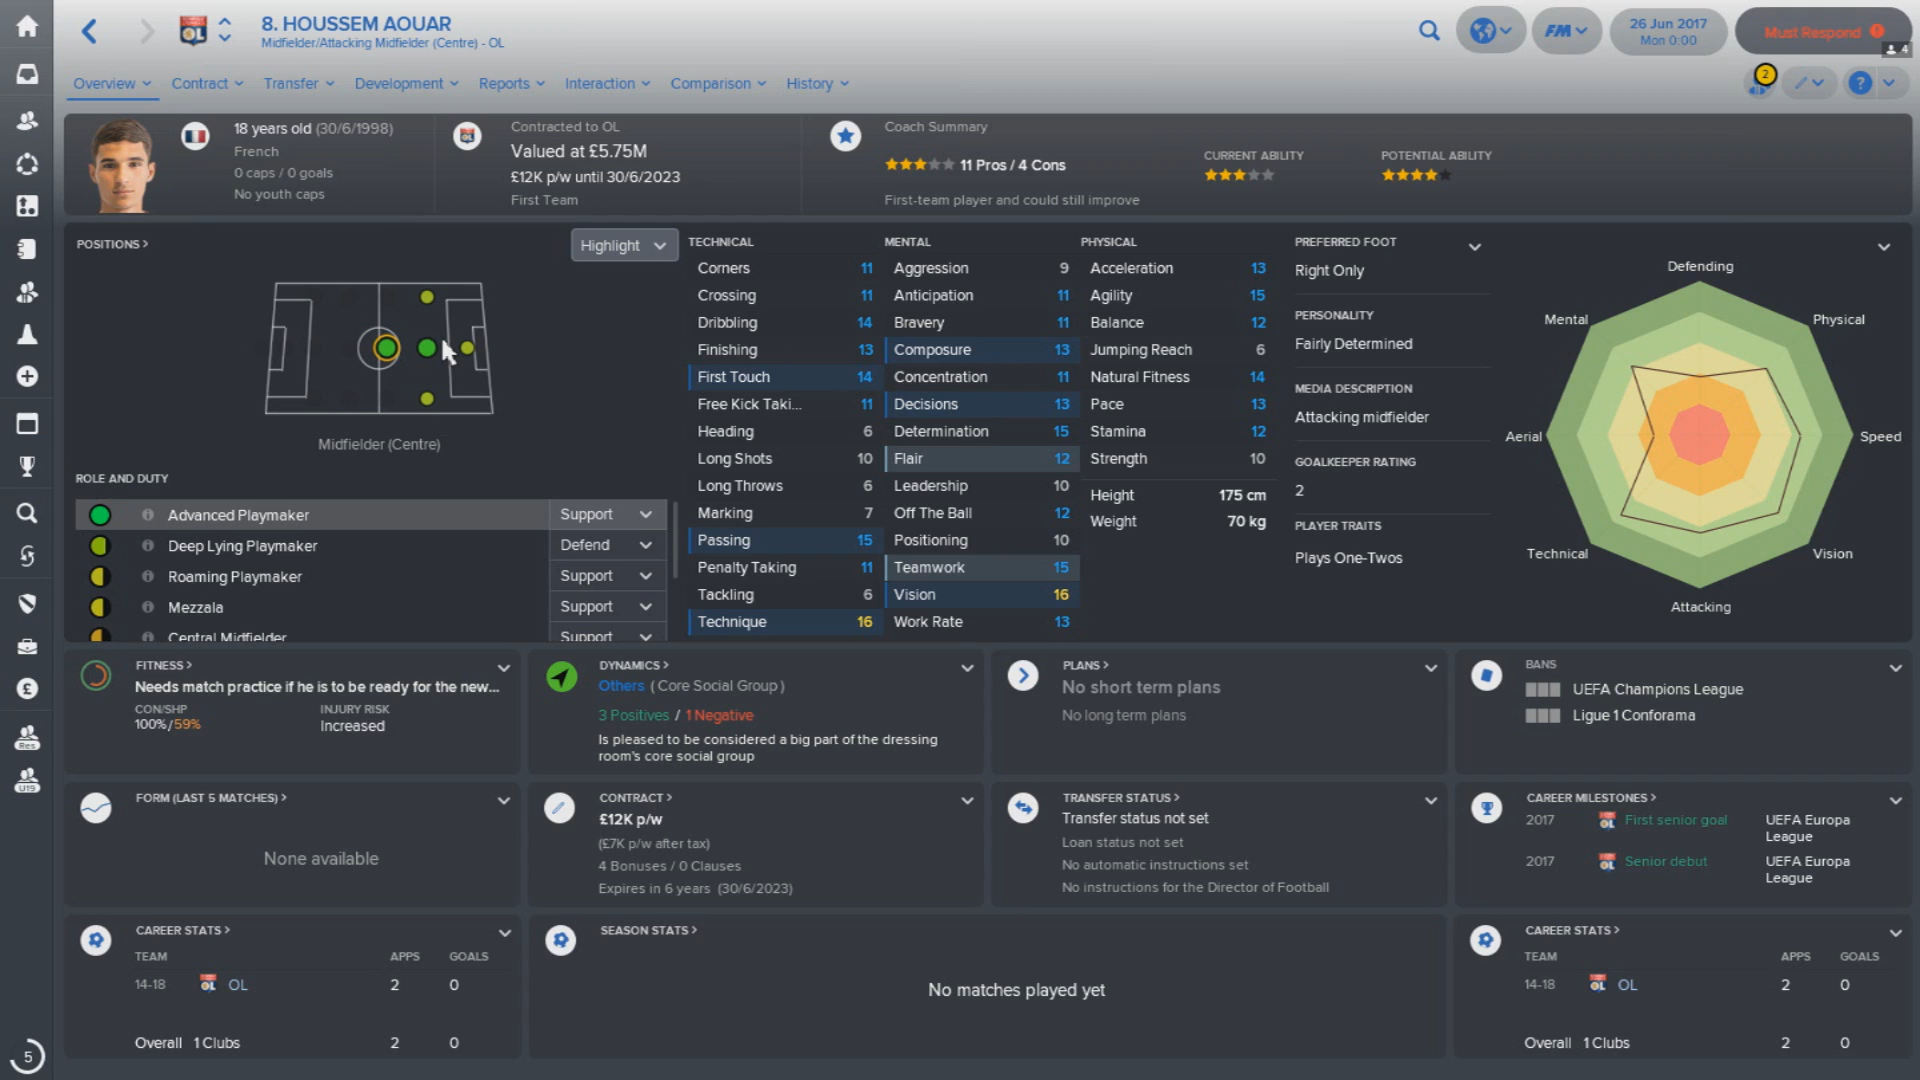 8. HOUSSEM AOUAR
Midfielder/Attacking Midfielder (Centre) - OL
FM
26 Jun 2017
Mon 0:00
Must Respond
4
Overview
Contract
Transfer
Development
Reports
Interaction
Comparison
History
2
?
18 years old (30/6/1998)
French
0 caps / 0 goals
No youth caps
Contracted to OL
Valued at £5.75M
£12K p/w until 30/6/2023
First Team
Coach Summary
11 Pros / 4 Cons
First-team player and could still improve
CURRENT ABILITY
POTENTIAL ABILITY
POSITIONS >
Highlight
Midfielder (Centre)
ROLE AND DUTY
Advanced Playmaker Support
Deep Lying Playmaker Defend
Roaming Playmaker Support
Mezzala Support
Central Midfielder Support
TECHNICAL
Corners 11
Crossing 11
Dribbling 14
Finishing 13
First Touch 14
Free Kick Taki... 11
Heading 6
Long Shots 10
Long Throws 6
Marking 7
Passing 15
Penalty Taking 11
Tackling 6
Technique 16
MENTAL
Aggression 9
Anticipation 11
Bravery 11
Composure 13
Concentration 11
Decisions 13
Determination 15
Flair 12
Leadership 10
Off The Ball 12
Positioning 10
Teamwork 15
Vision 16
Work Rate 13
PHYSICAL
Acceleration 13
Agility 15
Balance 12
Jumping Reach 6
Natural Fitness 14
Pace 13
Stamina 12
Strength 10
Height 175 cm
Weight 70 kg
PREFERRED FOOT
Right Only
PERSONALITY
Fairly Determined
MEDIA DESCRIPTION
Attacking midfielder
GOALKEEPER RATING
2
PLAYER TRAITS
Plays One-Twos
Defending
Mental
Physical
Aerial
Speed
Technical
Vision
Attacking
FITNESS >
Needs match practice if he is to be ready for the new...
CON/SHP
100%/59%
INJURY RISK
Increased
DYNAMICS >
Others ( Core Social Group )
3 Positives / 1 Negative
Is pleased to be considered a big part of the dressing
room's core social group
PLANS >
No short term plans
No long term plans
BANS
UEFA Champions League
Ligue 1 Conforama
FORM (LAST 5 MATCHES) >
None available
CONTRACT >
£12K p/w
(£7K p/w after tax)
4 Bonuses / 0 Clauses
Expires in 6 years (30/6/2023)
TRANSFER STATUS >
Transfer status not set
Loan status not set
No automatic instructions set
No instructions for the Director of Football
CAREER MILESTONES >
2017 First senior goal UEFA Europa
League
2017 Senior debut UEFA Europa
League
CAREER STATS >
TEAM APPS GOALS
14-18 OL 2 0
Overall 1 Clubs 2 0
SEASON STATS >
No matches played yet
CAREER STATS >
TEAM APPS GOALS
14-18 OL 2 0
Overall 1 Clubs 2 0
Res
U19
5